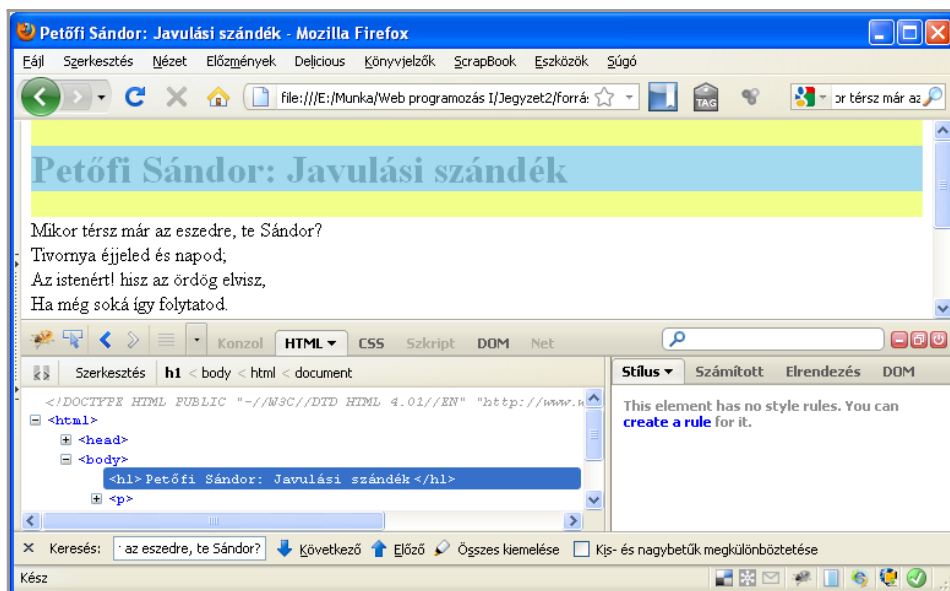 Petőfi Sándor: Javulási szándék - Mozilla Firefox
Fájl Szerkesztés Nézet Előzmények Delicious Könyvjelzők ScrapBook Eszközök Súgó
file:///E:/Munka/Web programozás I/Jegyzet2/forrás TAG or térsz már az
Petőfi Sándor: Javulási szándék
Mikor térsz már az eszedre, te Sándor?
Tivornya éjjeled és napod;
Az istenért! hisz az ördög elvisz,
Ha még soká így folytatod.
Konzol HTML CSS Szkript DOM Net
Szerkesztés h1 < body < html < document
Stílus Számított Elrendezés DOM
<!DOCTYPE HTML PUBLIC "-//W3C//DTD HTML 4.01//EN" "http://www.w
<html>
<head>
<body>
<h1>Petőfi Sándor: Javulási szándék</h1>
<p>
This element has no style rules. You can
create a rule for it.
Keresés: az eszedre, te Sándor? Következő Előző Összes kiemelése Kis- és nagybetűk megkülönböztetése
Kész